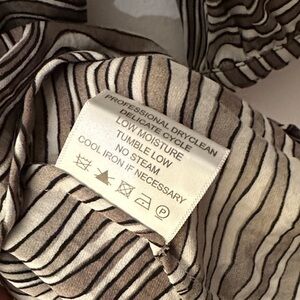 PROFESSIONAL DRYCLEAN
DELICATE CYCLE
LOW MOISTURE
TUMBLE LOW
NO STEAM
COOL IRON IF NECESSARY
P